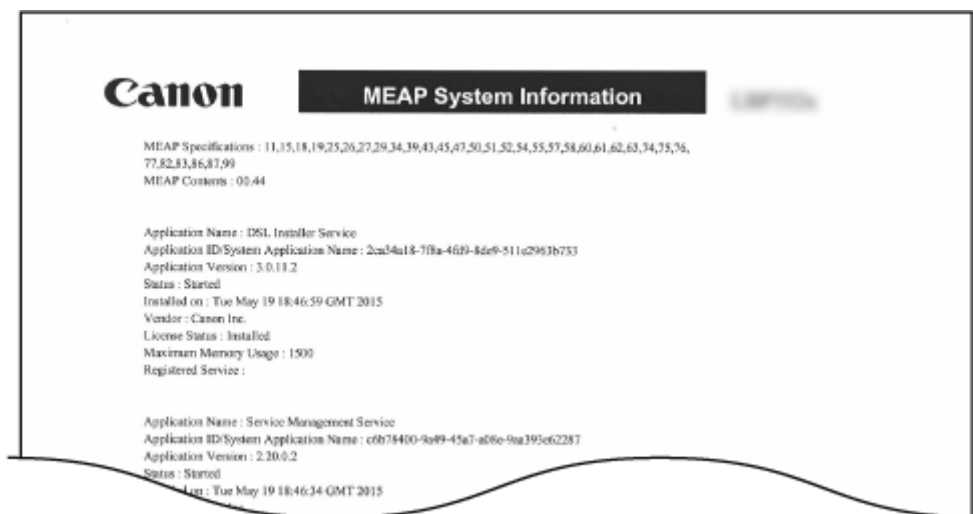 Canon
MEAP System Information
MEAP Specifications : 11,15,18,19,25,26,27,29,34,39,43,45,47,50,51,52,54,55,57,58,60,61,62,63,74,75,76,
77,82,83,86,87,99
MEAP Contents : 00.44
Application Name : DSL Installer Service
Application ID/System Application Name : 2ca34a18-7f8a-4fd9-8de9-511c2963b753
Application Version : 3.0.11.2
Status : Started
Installed on : Tue May 19 18:46:59 GMT 2015
Vendor : Canon Inc.
License Status : Installed
Maximum Memory Usage : 1500
Registered Service :
Application Name : Service Management Service
Application ID/System Application Name : c6b78400-9a49-45a7-a08e-9aa393e62287
Application Version : 2.20.0.2
Status : Started
on : Tue May 19 18:46:34 GMT 2015